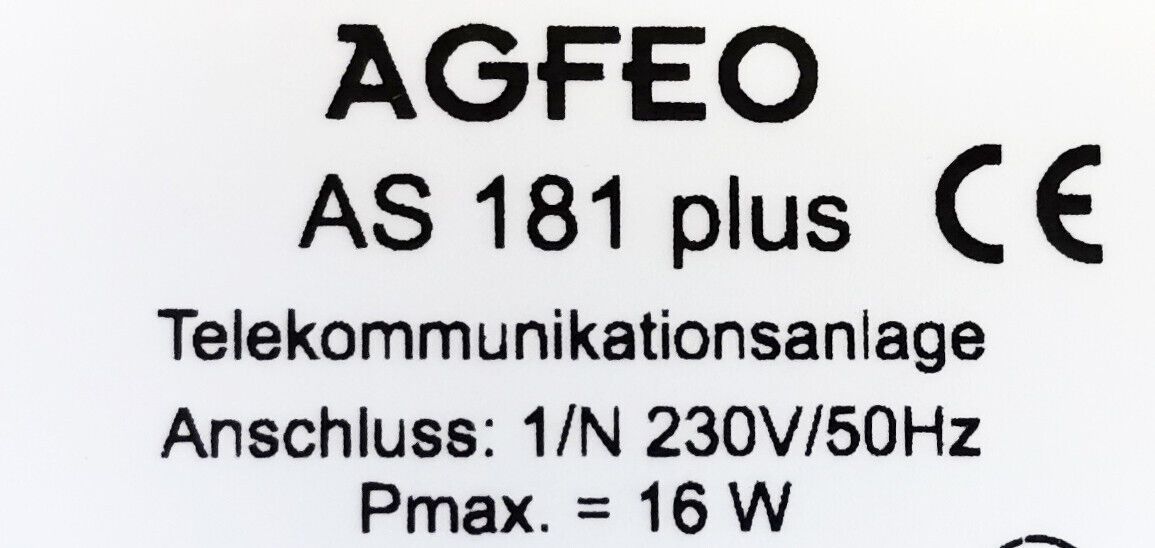 AGFEO
AS 181 plus CE
Telekommunikationsanlage
Anschluss: 1/N 230V/50Hz
Pmax. = 16 W